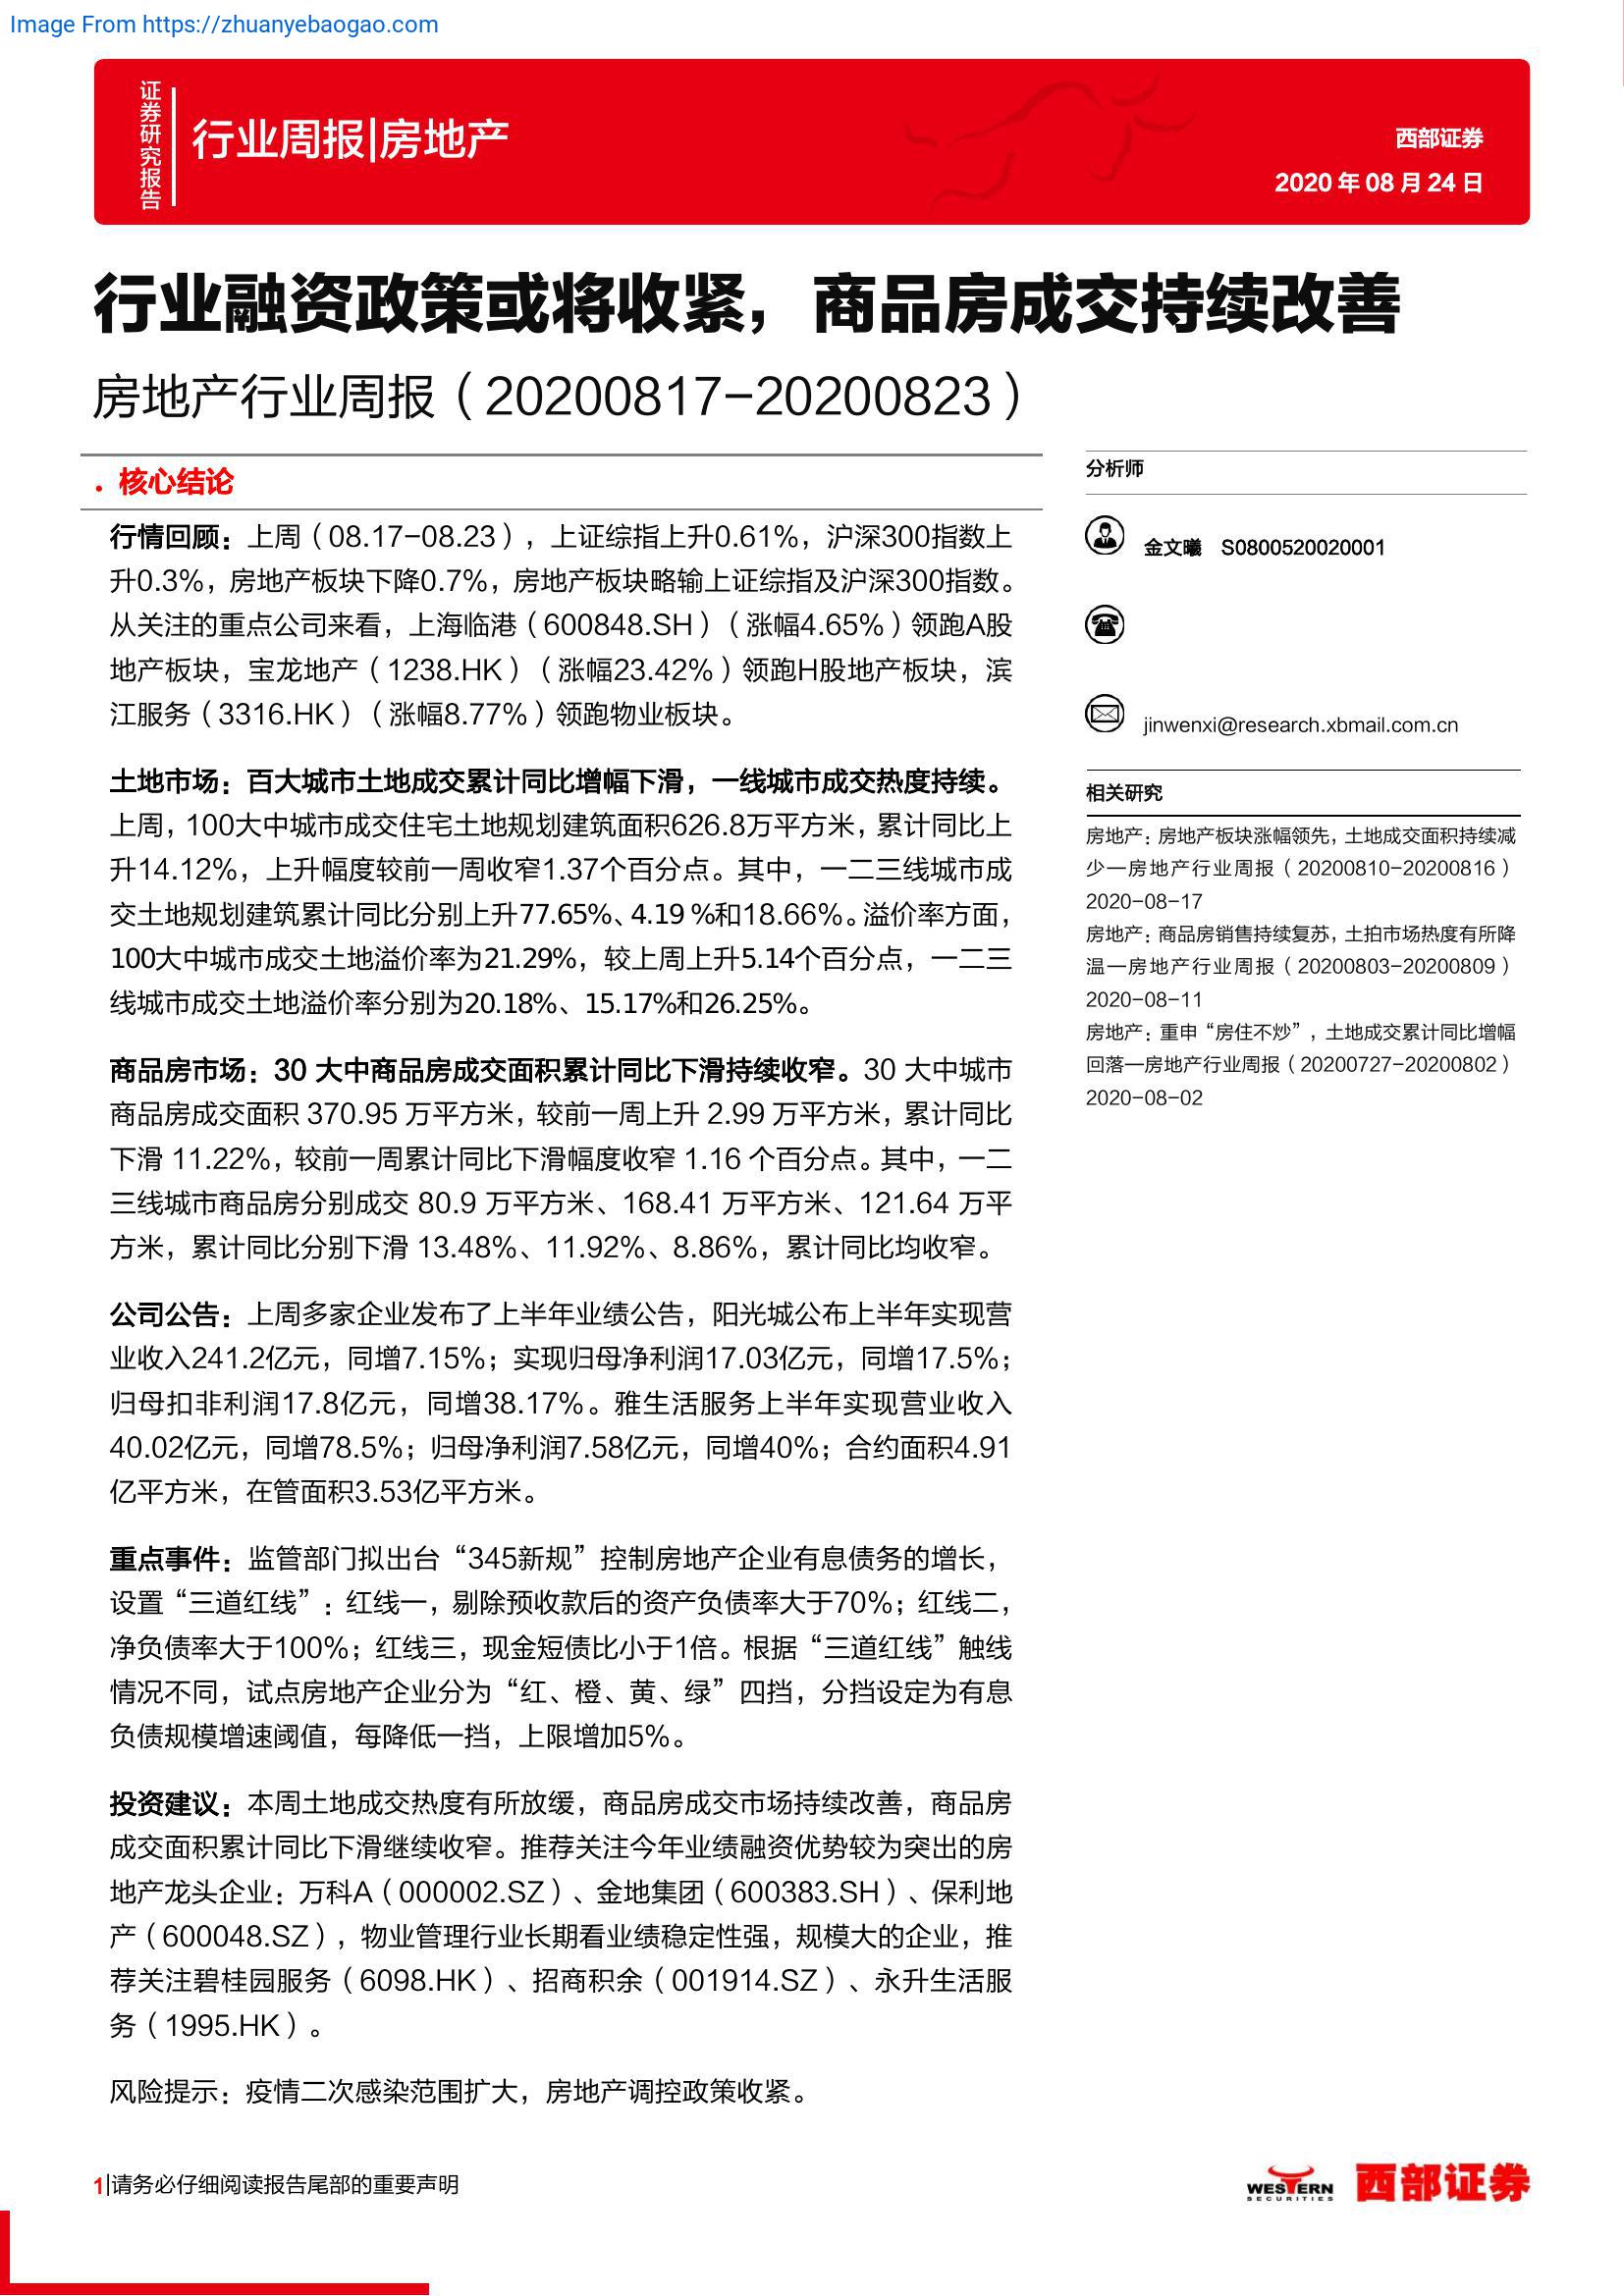 Image From https://zhuanyebaogao.com
证券研究报告
行业周报|房地产
西部证券
2020 年 08 月 24 日
行业融资政策或将收紧，商品房成交持续改善
房地产行业周报（20200817-20200823）
· 核心结论
行情回顾：上周（08.17-08.23），上证综指上升0.61%，沪深300指数上
升0.3%，房地产板块下降0.7%，房地产板块略输上证综指及沪深300指数。
从关注的重点公司来看，上海临港（600848.SH）（涨幅4.65%）领跑A股
地产板块，宝龙地产（1238.HK）（涨幅23.42%）领跑H股地产板块，滨
江服务（3316.HK）（涨幅8.77%）领跑物业板块。
土地市场：百大城市土地成交累计同比增幅下滑，一线城市成交热度持续。
上周，100大中城市成交住宅土地规划建筑面积626.8万平方米，累计同比上
升14.12%，上升幅度较前一周收窄1.37个百分点。其中，一二三线城市成
交土地规划建筑累计同比分别上升77.65%、4.19 %和18.66%。溢价率方面，
100大中城市成交土地溢价率为21.29%，较上周上升5.14个百分点，一二三
线城市成交土地溢价率分别为20.18%、15.17%和26.25%。
商品房市场：30 大中商品房成交面积累计同比下滑持续收窄。30 大中城市
商品房成交面积 370.95 万平方米，较前一周上升 2.99 万平方米，累计同比
下滑 11.22%，较前一周累计同比下滑幅度收窄 1.16 个百分点。其中，一二
三线城市商品房分别成交 80.9 万平方米、168.41 万平方米、121.64 万平
方米，累计同比分别下滑 13.48%、11.92%、8.86%，累计同比均收窄。
公司公告：上周多家企业发布了上半年业绩公告，阳光城公布上半年实现营
业收入241.2亿元，同增7.15%；实现归母净利润17.03亿元，同增17.5%；
归母扣非利润17.8亿元，同增38.17%。雅生活服务上半年实现营业收入
40.02亿元，同增78.5%；归母净利润7.58亿元，同增40%；合约面积4.91
亿平方米，在管面积3.53亿平方米。
重点事件：监管部门拟出台“345新规”控制房地产企业有息债务的增长，
设置“三道红线”：红线一，剔除预收款后的资产负债率大于70%；红线二，
净负债率大于100%；红线三，现金短债比小于1倍。根据“三道红线”触线
情况不同，试点房地产企业分为“红、橙、黄、绿”四挡，分挡设定为有息
负债规模增速阈值，每降低一挡，上限增加5%。
投资建议：本周土地成交热度有所放缓，商品房成交市场持续改善，商品房
成交面积累计同比下滑继续收窄。推荐关注今年业绩融资优势较为突出的房
地产龙头企业：万科A（000002.SZ）、金地集团（600383.SH）、保利地
产（600048.SZ），物业管理行业长期看业绩稳定性强，规模大的企业，推
荐关注碧桂园服务（6098.HK）、招商积余（001914.SZ）、永升生活服
务（1995.HK）。
风险提示：疫情二次感染范围扩大，房地产调控政策收紧。
分析师
金文曦 S0800520020001
jinwenxi@research.xbmail.com.cn
相关研究
房地产：房地产板块涨幅领先，土地成交面积持续减
少—房地产行业周报（20200810-20200816）
2020-08-17
房地产：商品房销售持续复苏，土拍市场热度有所降
温—房地产行业周报（20200803-20200809）
2020-08-11
房地产：重申“房住不炒”，土地成交累计同比增幅
回落—房地产行业周报（20200727-20200802）
2020-08-02
1|请务必仔细阅读报告尾部的重要声明
WESTERN
SECURITIES
西部证券